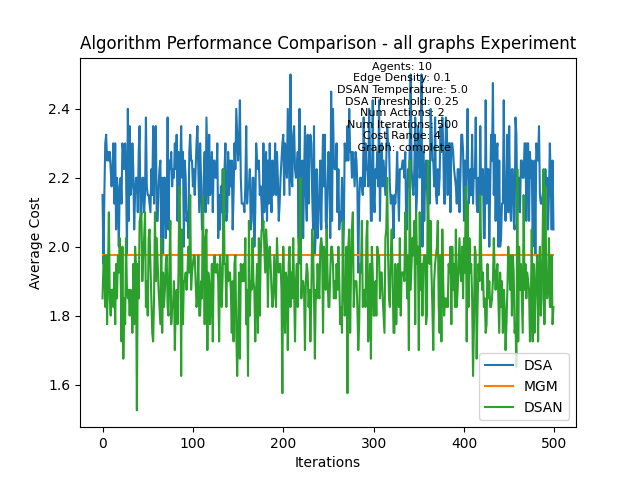 Algorithm Performance Comparison - all graphs Experiment
Agents: 10
Edge Density: 0.1
DSAN Temperature: 5.0
DSA Threshold: 0.25
Num Actions: 2
Num Iterations: 500
Cost Range: 4
Graph: complete
Average Cost
2.4
2.2
2.0
1.8
1.6
0
100
200
300
400
500
Iterations
DSA
MGM
DSAN